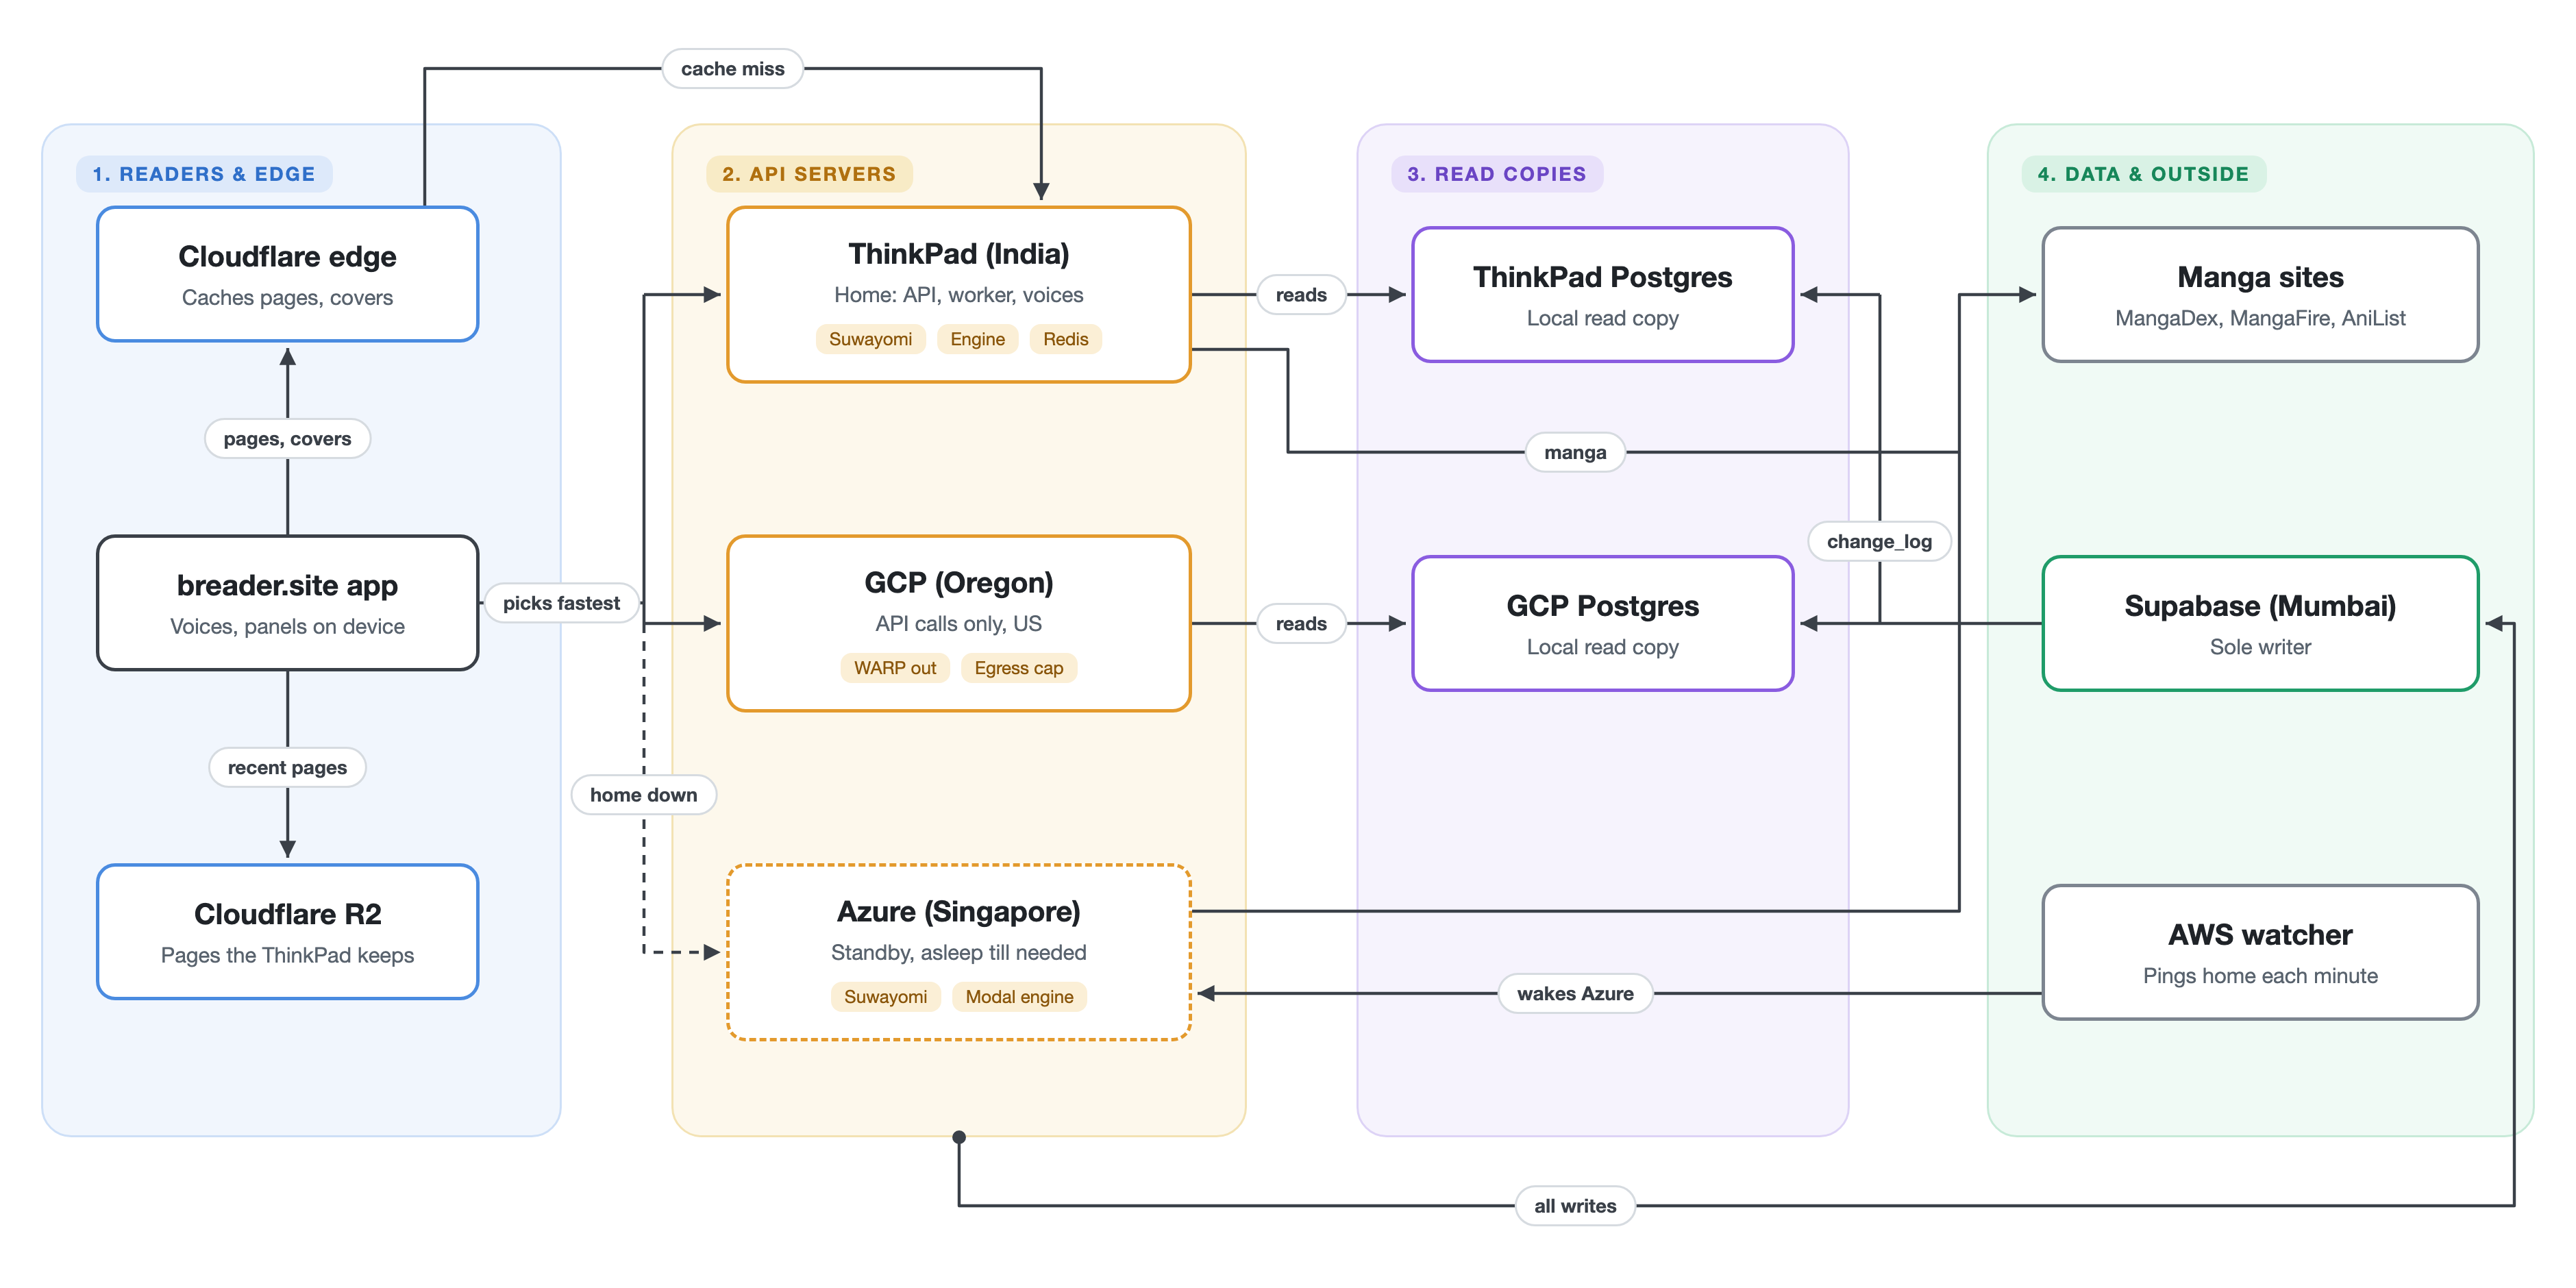 cache miss
1. READERS & EDGE
Cloudflare edge
Caches pages, covers
pages, covers
breader.site app
Voices, panels on device
picks fastest
recent pages
Cloudflare R2
Pages the ThinkPad keeps
home down
2. API SERVERS
ThinkPad (India)
Home: API, worker, voices
Suwayomi Engine Redis
GCP (Oregon)
API calls only, US
WARP out Egress cap
Azure (Singapore)
Standby, asleep till needed
Suwayomi Modal engine
reads
reads
3. READ COPIES
ThinkPad Postgres
Local read copy
manga
change_log
GCP Postgres
Local read copy
wakes Azure
4. DATA & OUTSIDE
Manga sites
MangaDex, MangaFire, AniList
Supabase (Mumbai)
Sole writer
AWS watcher
Pings home each minute
all writes